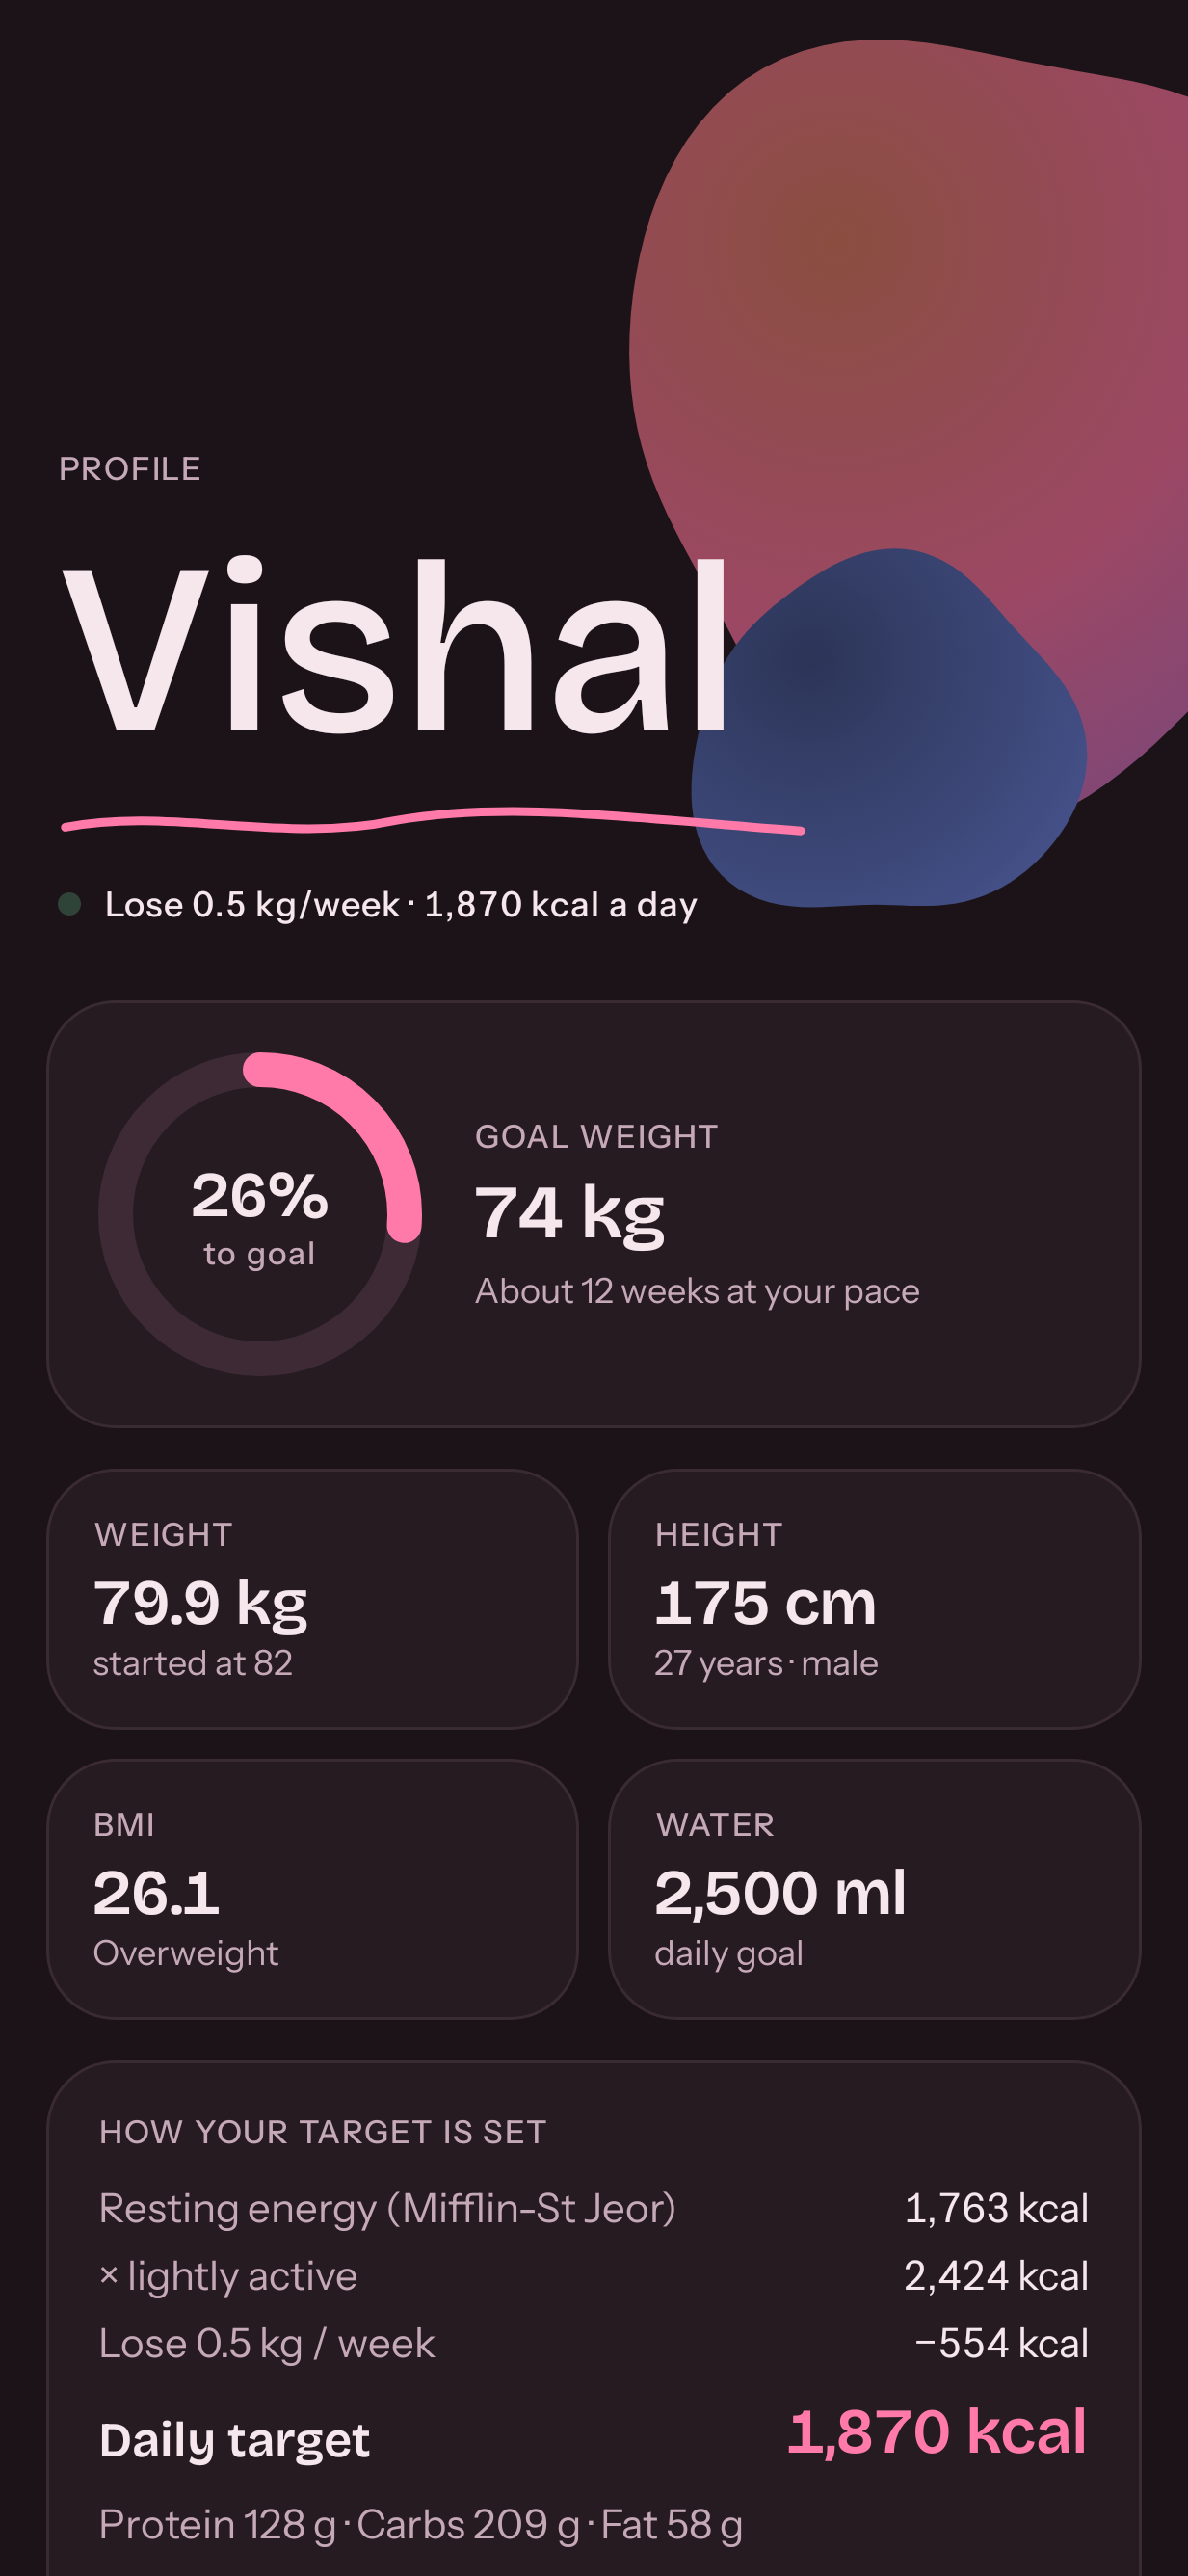 PROFILE
Vishal
Lose 0.5 kg/week · 1,870 kcal a day
26%
to goal
GOAL WEIGHT
74 kg
About 12 weeks at your pace
WEIGHT
79.9 kg
started at 82
HEIGHT
175 cm
27 years · male
BMI
26.1
Overweight
WATER
2,500 ml
daily goal
HOW YOUR TARGET IS SET
Resting energy (Mifflin-St Jeor) 1,763 kcal
× lightly active 2,424 kcal
Lose 0.5 kg / week −554 kcal
Daily target 1,870 kcal
Protein 128 g · Carbs 209 g · Fat 58 g